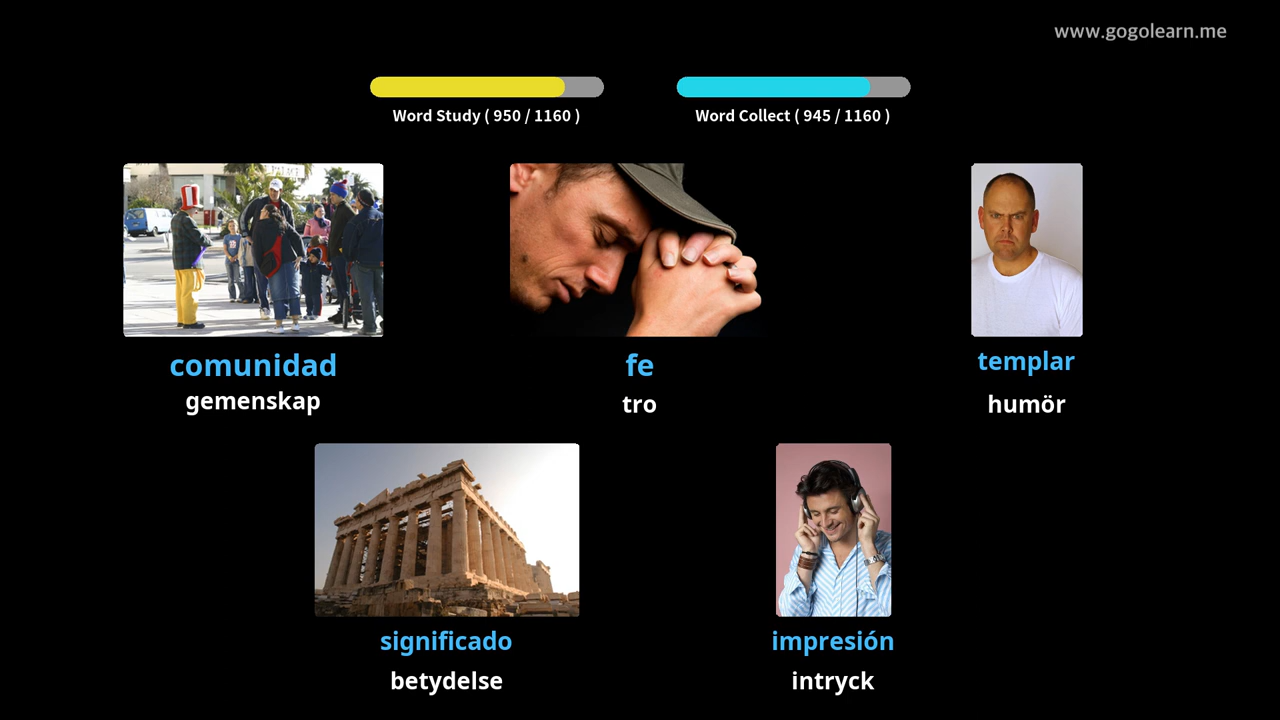 www.gogolearn.me
Word Study ( 950 / 1160 )
Word Collect ( 945 / 1160 )
comunidad
gemenskap
fe
tro
templar
humör
significado
betydelse
impresión
intryck